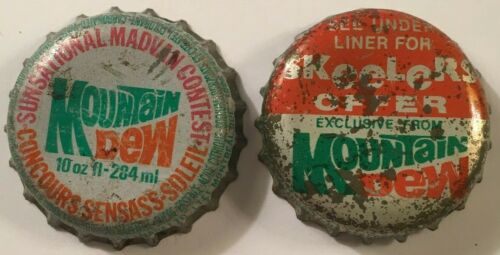 SUNSATIONAL MADVAN CONTEST
MOUNTAIN
DEW
10 oz fl-284 ml
CONCOURS SENSASS-SOLEIL
SEE UNDER
LINER FOR
SKEELERS
OFFER
EXCLUSIVE FROM
MOUNTAIN
DEW